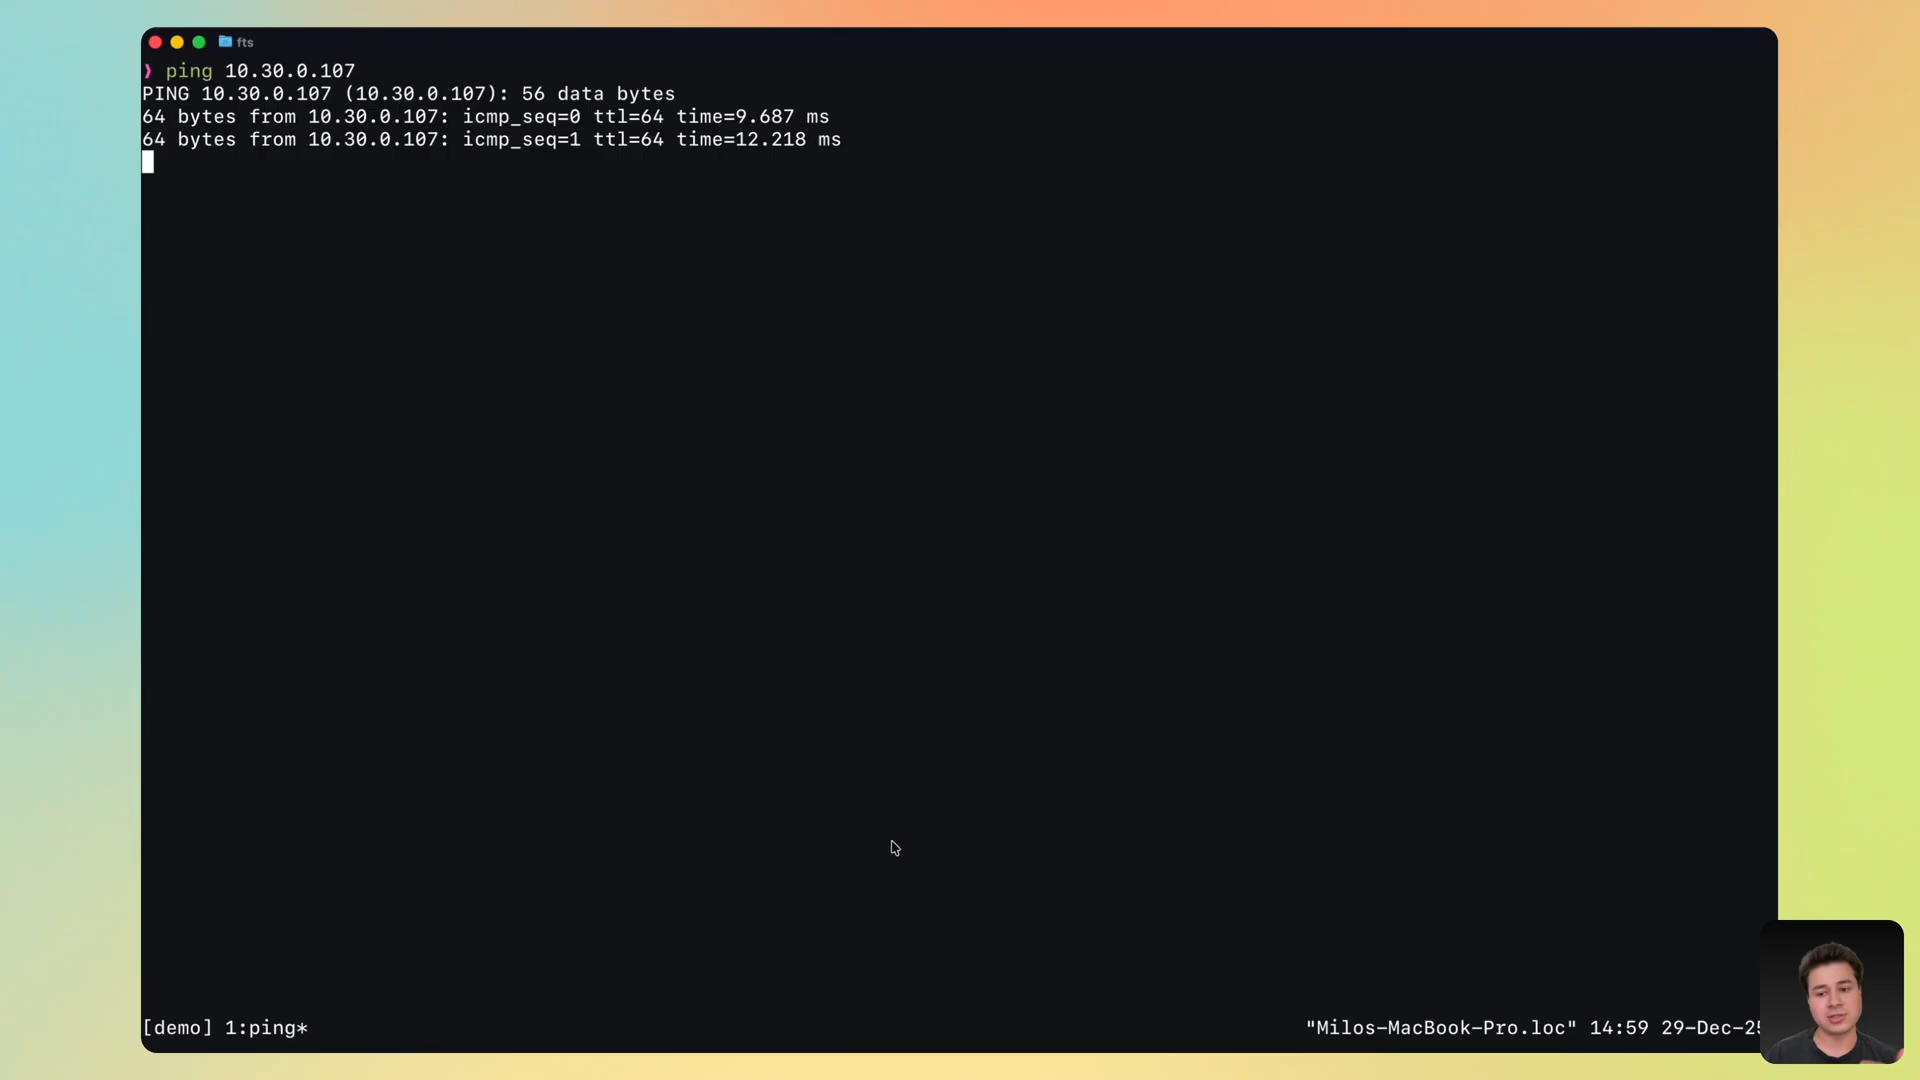 fts
❫ ping 10.30.0.107
PING 10.30.0.107 (10.30.0.107): 56 data bytes
64 bytes from 10.30.0.107: icmp_seq=0 ttl=64 time=9.687 ms
64 bytes from 10.30.0.107: icmp_seq=1 ttl=64 time=12.218 ms
[demo] 1:ping* "Milos-MacBook-Pro.loc" 14:59 29-Dec-25